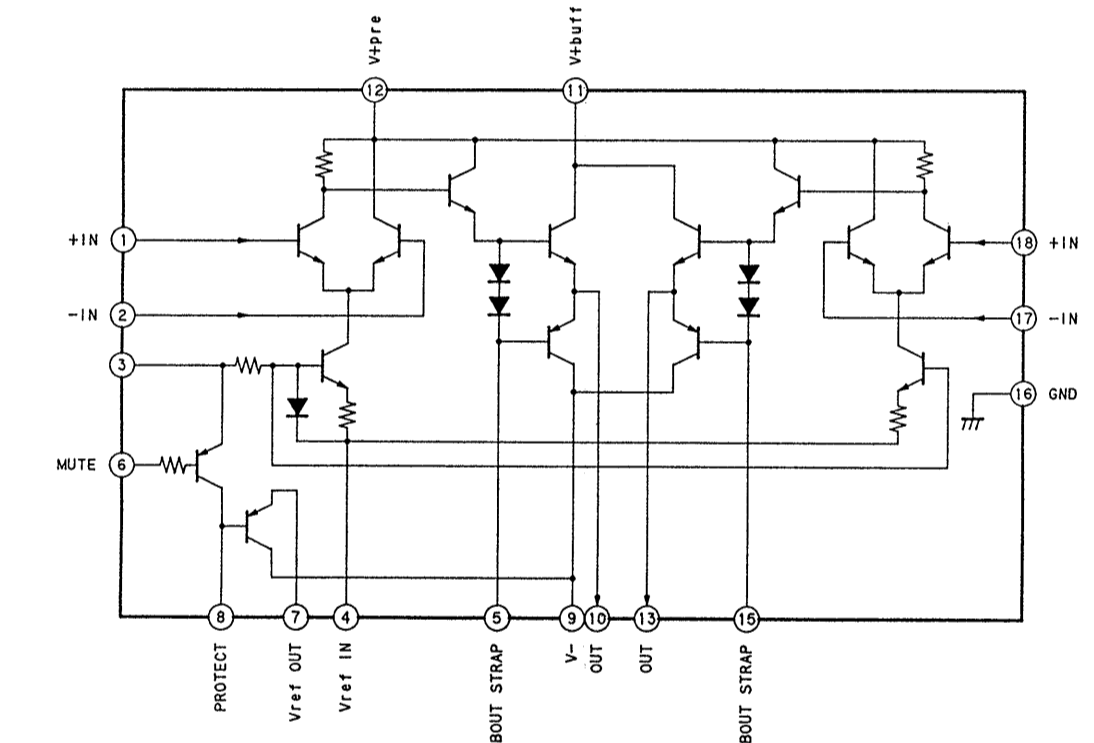 V+pre
V+buff
12
11
+IN 1
18 +IN
-IN 2
17 -IN
3
16 GND
MUTE 6
8
7
4
5
9
10
13
15
PROTECT
Vref OUT
Vref IN
BOUT STRAP
V-
OUT
OUT
BOUT STRAP